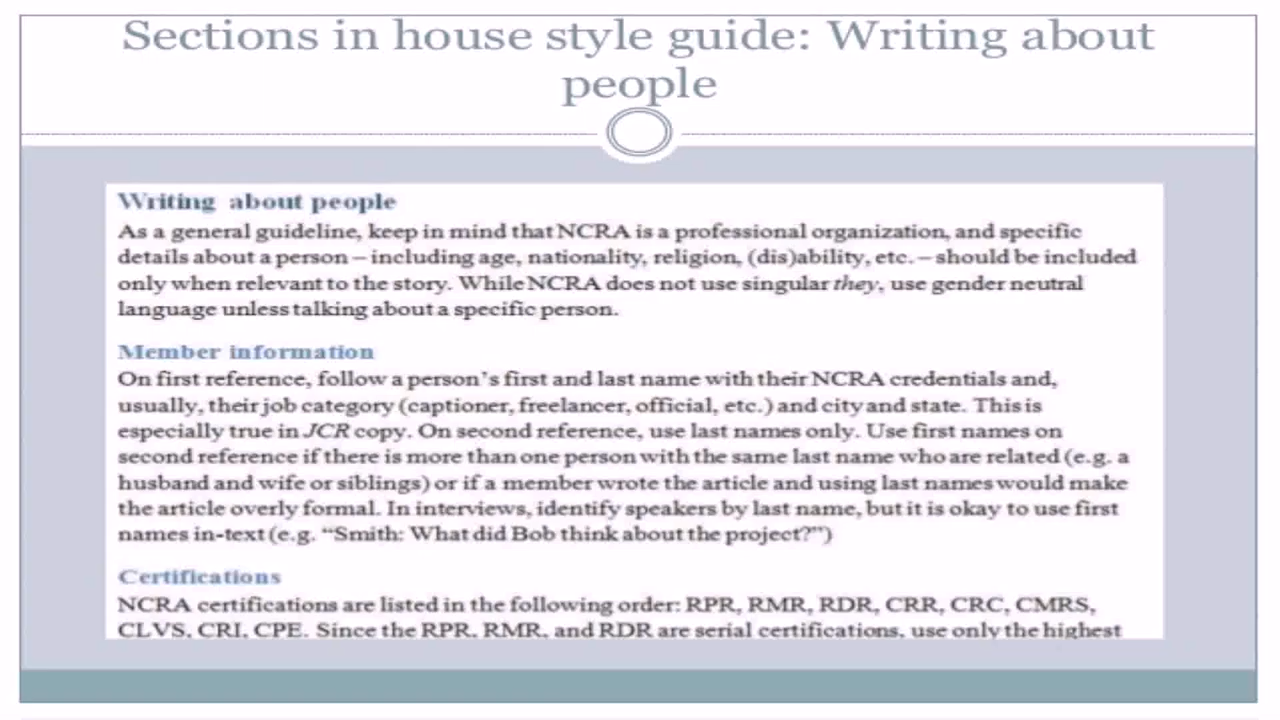 Sections in house style guide: Writing about
people
Writing about people
As a general guideline, keep in mind that NCRA is a professional organization, and specific
details about a person – including age, nationality, religion, (dis)ability, etc. – should be included
only when relevant to the story. While NCRA does not use singular they, use gender neutral
language unless talking about a specific person.
Member information
On first reference, follow a person's first and last name with their NCRA credentials and,
usually, their job category (captioner, freelancer, official, etc.) and city and state. This is
especially true in JCR copy. On second reference, use last names only. Use first names on
second reference if there is more than one person with the same last name who are related (e.g. a
husband and wife or siblings) or if a member wrote the article and using last names would make
the article overly formal. In interviews, identify speakers by last name, but it is okay to use first
names in-text (e.g. “Smith: What did Bob think about the project?”)
Certifications
NCRA certifications are listed in the following order: RPR, RMR, RDR, CRR, CRC, CMRS,
CLVS, CRI, CPE. Since the RPR, RMR, and RDR are serial certifications, use only the highest